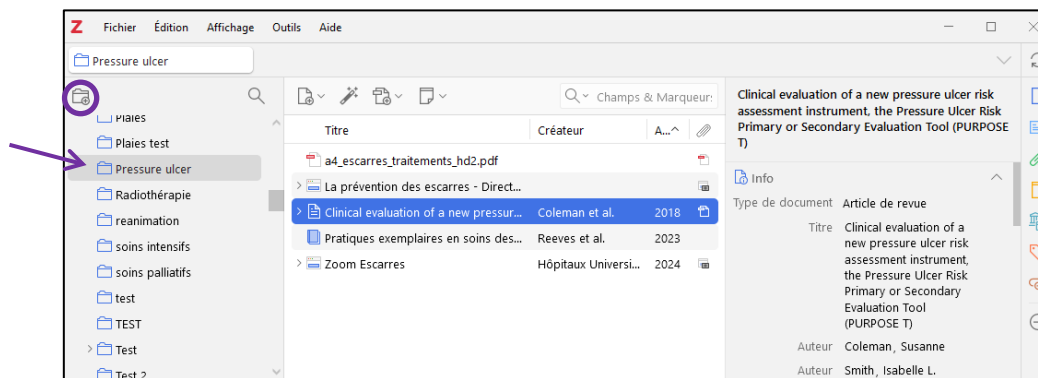 Z Fichier Édition Affichage Outils Aide
Pressure ulcer
Champs & Marqueur:
Plaies
Plaies test
Pressure ulcer
Radiothérapie
reanimation
soins intensifs
soins palliatifs
test
TEST
Test
Test 2
Titre Créateur A...
a4_escarres_traitements_hd2.pdf
La prévention des escarres - Direct...
Clinical evaluation of a new pressur... Coleman et al. 2018
Pratiques exemplaires en soins des... Reeves et al. 2023
Zoom Escarres Hôpitaux Universi... 2024
Clinical evaluation of a new pressure ulcer risk
assessment instrument, the Pressure Ulcer Risk
Primary or Secondary Evaluation Tool (PURPOSE
T)
Info
Type de document Article de revue
Titre Clinical evaluation of a
new pressure ulcer risk
assessment instrument,
the Pressure Ulcer Risk
Primary or Secondary
Evaluation Tool
(PURPOSE T)
Auteur Coleman, Susanne
Auteur Smith, Isabelle L.